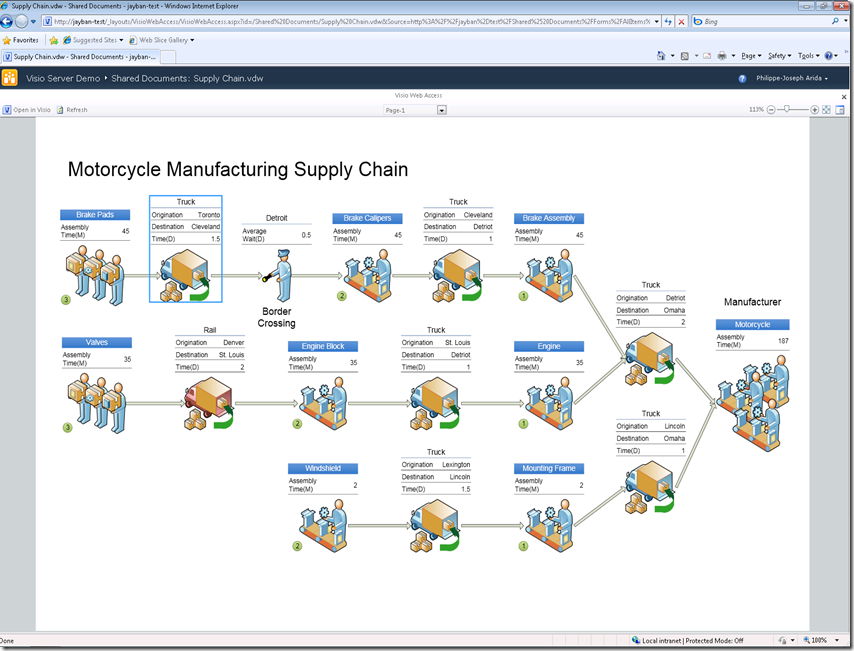 Supply Chain.vdw - Shared Documents - jayban-test - Windows Internet Explorer
http://jayban-test/_layouts/VisioWebAccess/VisioWebAccess.aspx?id=/Shared%20Documents/Supply%20Chain.vdw&Source=http%3A%2F%2Fjayban%2Dtest%2FShared%2520Documents%2FForms%2FAllItems%
Bing
Favorites
Suggested Sites
Web Slice Gallery
Supply Chain.vdw - Shared Documents - jayban-...
Page
Safety
Tools
Visio Server Demo
Shared Documents: Supply Chain.vdw
Philippe-Joseph Arida
Visio Web Access
Open in Visio
Refresh
Page-1
113%
Motorcycle Manufacturing Supply Chain
Brake Pads
Assembly
Time(M) 45
3
Truck
Origination Toronto
Destination Cleveland
Time(D) 1.5
Detroit
Average
Wait(D) 0.5
Border
Crossing
Brake Calipers
Assembly
Time(M) 45
2
Truck
Origination Cleveland
Destination Detriot
Time(D) 1
Brake Assembly
Assembly
Time(M) 45
1
Truck
Origination Detriot
Destination Omaha
Time(D) 2
Manufacturer
Motorcycle
Assembly
Time(M) 187
Valves
Assembly
Time(M) 35
3
Rail
Origination Denver
Destination St. Louis
Time(D) 2
Engine Block
Assembly
Time(M) 35
2
Truck
Origination St. Louis
Destination Detriot
Time(D) 1
Engine
Assembly
Time(M) 35
1
Truck
Origination Lincoln
Destination Omaha
Time(D) 1
Windshield
Assembly
Time(M) 2
2
Truck
Origination Lexington
Destination Lincoln
Time(D) 1.5
Mounting Frame
Assembly
Time(M) 2
1
Done
Local intranet | Protected Mode: Off
100%